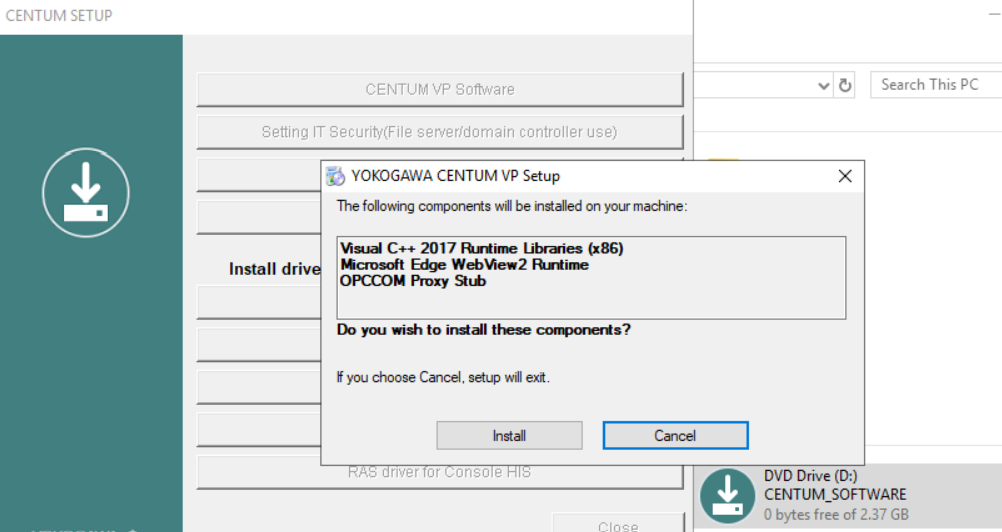 CENTUM SETUP
CENTUM VP Software
Search This PC
Setting IT Security(File server/domain controller use)
YOKOGAWA CENTUM VP Setup
The following components will be installed on your machine:
Visual C++ 2017 Runtime Libraries (x86)
Microsoft Edge WebView2 Runtime
OPCCOM Proxy Stub
Install drive
Do you wish to install these components?
If you choose Cancel, setup will exit.
Install
Cancel
RAS driver for Console HIS
DVD Drive (D:)
CENTUM_SOFTWARE
0 bytes free of 2.37 GB
Close